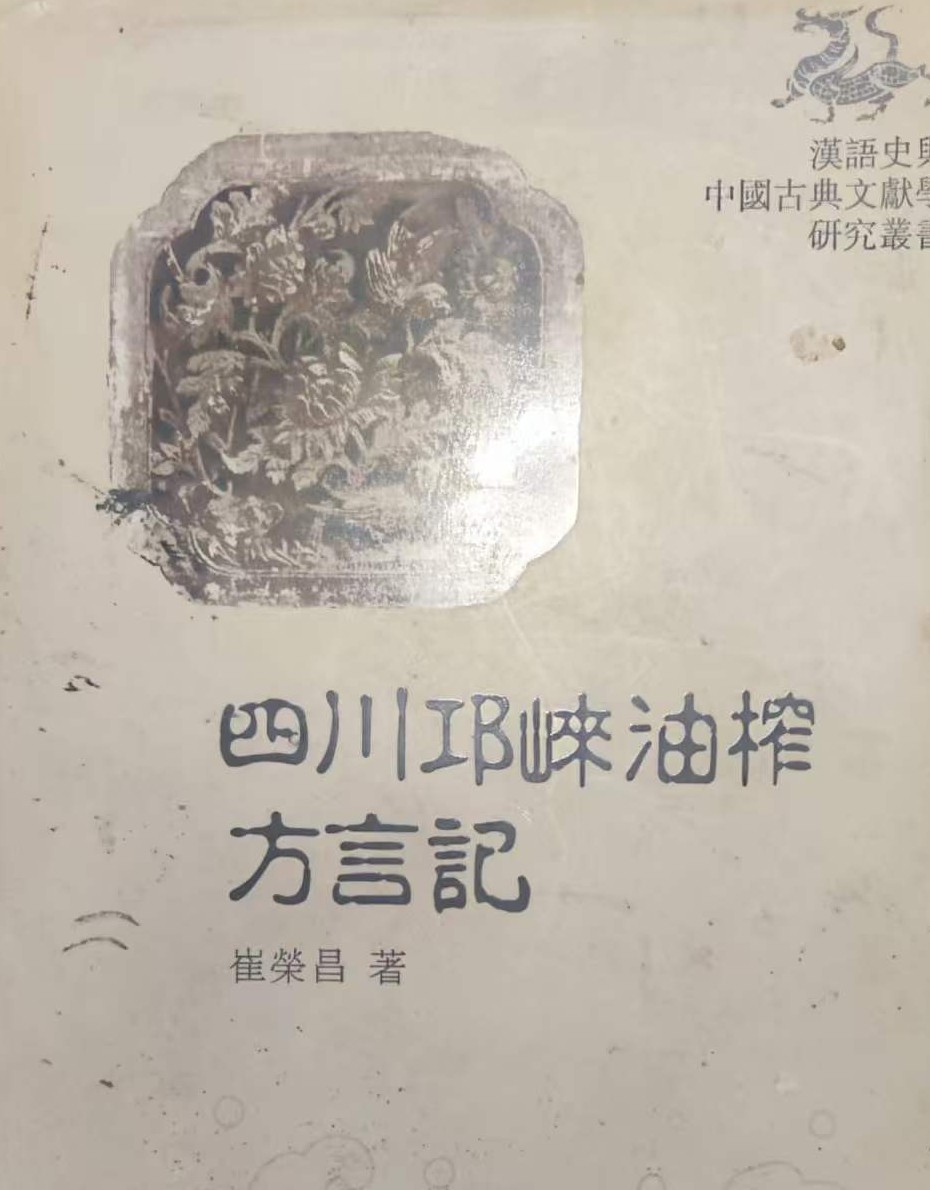 漢語史與
中國古典文獻學
研究叢書
四川邛崍油榨
方言記
崔榮昌 著